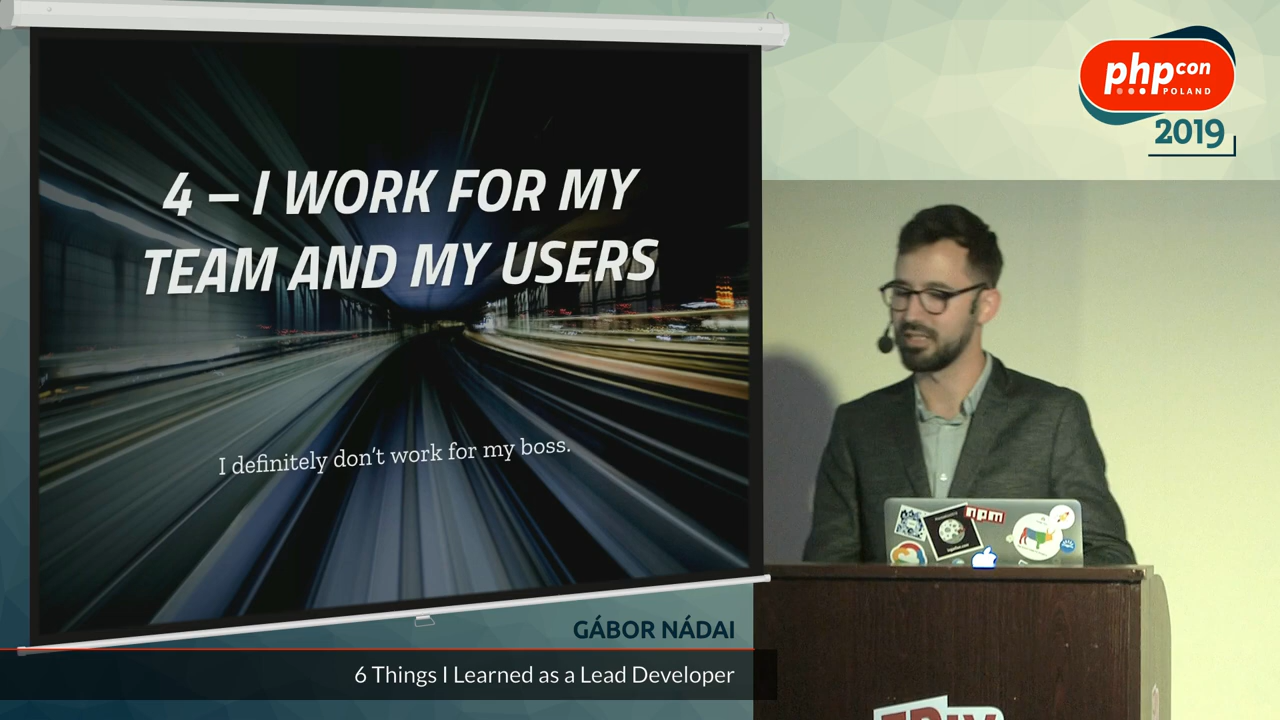 4 – I WORK FOR MY
TEAM AND MY USERS
I definitely don't work for my boss.
php con
POLAND
2019
npm
GÁBOR NÁDAI
6 Things I Learned as a Lead Developer